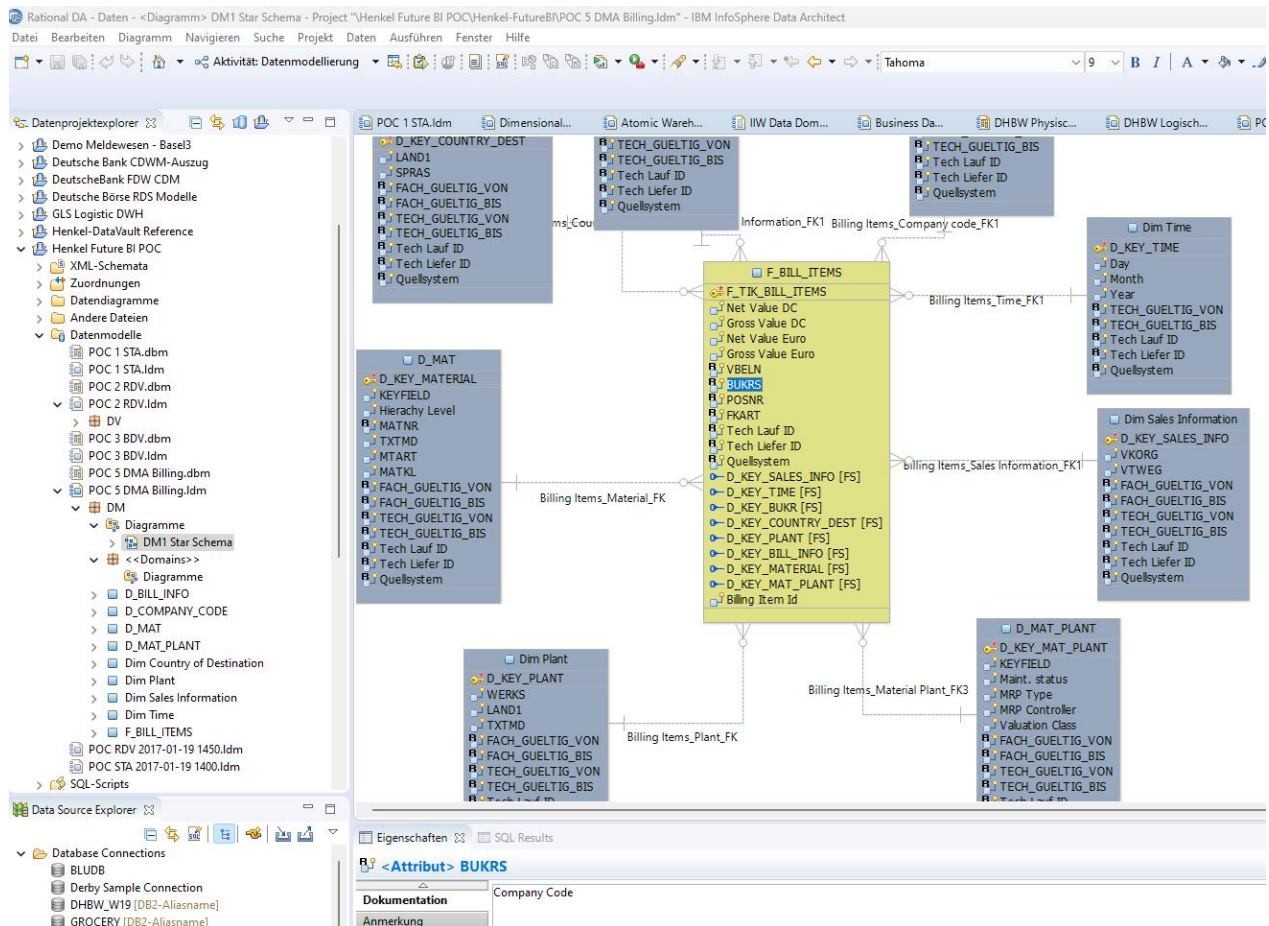 Rational DA - Daten - <Diagramm> DM1 Star Schema - Project "\Henkel Future BI POC\Henkel-FutureBI\POC 5 DMA Billing.ldm" - IBM InfoSphere Data Architect
Datei Bearbeiten Diagramm Navigieren Suche Projekt Daten Ausführen Fenster Hilfe
Aktivität: Datenmodellierung Tahoma 9 B I A
Datenprojektexplorer
Demo Meldewesen - Basel3
Deutsche Bank CDWM-Auszug
DeutscheBank FDW CDM
Deutsche Börse RDS Modelle
GLS Logistic DWH
Henkel-DataVault Reference
Henkel Future BI POC
XML-Schemata
Zuordnungen
Datendiagramme
Andere Dateien
Datenmodelle
POC 1 STA.dbm
POC 1 STA.ldm
POC 2 RDV.dbm
POC 2 RDV.ldm
DV
POC 3 BDV.dbm
POC 3 BDV.ldm
POC 5 DMA Billing.dbm
POC 5 DMA Billing.ldm
DM
Diagramme
DM1 Star Schema
<<Domains>>
Diagramme
D_BILL_INFO
D_COMPANY_CODE
D_MAT
D_MAT_PLANT
Dim Country of Destination
Dim Plant
Dim Sales Information
Dim Time
F_BILL_ITEMS
POC RDV 2017-01-19 1450.ldm
POC STA 2017-01-19 1400.ldm
SQL-Scripts
Data Source Explorer
Database Connections
BLUDB
Derby Sample Connection
DHBW_W19 [DB2-Aliasname]
GROCERY [DB2-Aliasname]
POC 1 STA.ldm Dimensional... Atomic Wareh... IIW Data Dom... Business Da... DHBW Physisc... DHBW Logisch... PO
D_KEY_COUNTRY_DEST
LAND1
SPRAS
FACH_GUELTIG_VON
FACH_GUELTIG_BIS
TECH_GUELTIG_VON
TECH_GUELTIG_BIS
Tech Lauf ID
Tech Liefer ID
Quellsystem
TECH_GUELTIG_VON
TECH_GUELTIG_BIS
Tech Lauf ID
Tech Liefer ID
Quellsystem
TECH_GUELTIG_BIS
Tech Lauf ID
Tech Liefer ID
Quellsystem
ms_Cou
Information_FK1
Billing Items_Company code_FK1
Dim Time
D_KEY_TIME
Day
Month
Year
TECH_GUELTIG_VON
TECH_GUELTIG_BIS
Tech Lauf ID
Tech Liefer ID
Quellsystem
Billing Items_Time_FK1
F_BILL_ITEMS
F_TIK_BILL_ITEMS
Net Value DC
Gross Value DC
Net Value Euro
Gross Value Euro
VBELN
BUKRS
POSNR
FKART
Tech Lauf ID
Tech Liefer ID
Quellsystem
D_KEY_SALES_INFO [FS]
D_KEY_TIME [FS]
D_KEY_BUKR [FS]
D_KEY_COUNTRY_DEST [FS]
D_KEY_PLANT [FS]
D_KEY_BILL_INFO [FS]
D_KEY_MATERIAL [FS]
D_KEY_MAT_PLANT [FS]
Billing Item Id
D_MAT
D_KEY_MATERIAL
KEYFIELD
Hierachy Level
MATNR
TXTMD
MTART
MATKL
FACH_GUELTIG_VON
FACH_GUELTIG_BIS
TECH_GUELTIG_VON
TECH_GUELTIG_BIS
Tech Lauf ID
Tech Liefer ID
Quellsystem
Billing Items_Material_FK
Dim Sales Information
D_KEY_SALES_INFO
VKORG
VTWEG
FACH_GUELTIG_VON
FACH_GUELTIG_BIS
TECH_GUELTIG_VON
TECH_GUELTIG_BIS
Tech Lauf ID
Tech Liefer ID
Quellsystem
Billing Items_Sales Information_FK1
Dim Plant
D_KEY_PLANT
WERKS
LAND1
TXTMD
FACH_GUELTIG_VON
FACH_GUELTIG_BIS
TECH_GUELTIG_VON
TECH_GUELTIG_BIS
Tech Lauf ID
Billing Items_Plant_FK
Billing Items_Material Plant_FK3
D_MAT_PLANT
D_KEY_MAT_PLANT
KEYFIELD
Maint. status
MRP Type
MRP Controller
Valuation Class
FACH_GUELTIG_VON
FACH_GUELTIG_BIS
TECH_GUELTIG_VON
TECH_GUELTIG_BIS
Tech Lauf ID
Eigenschaften SQL Results
<Attribut> BUKRS
Dokumentation
Company Code
Anmerkung